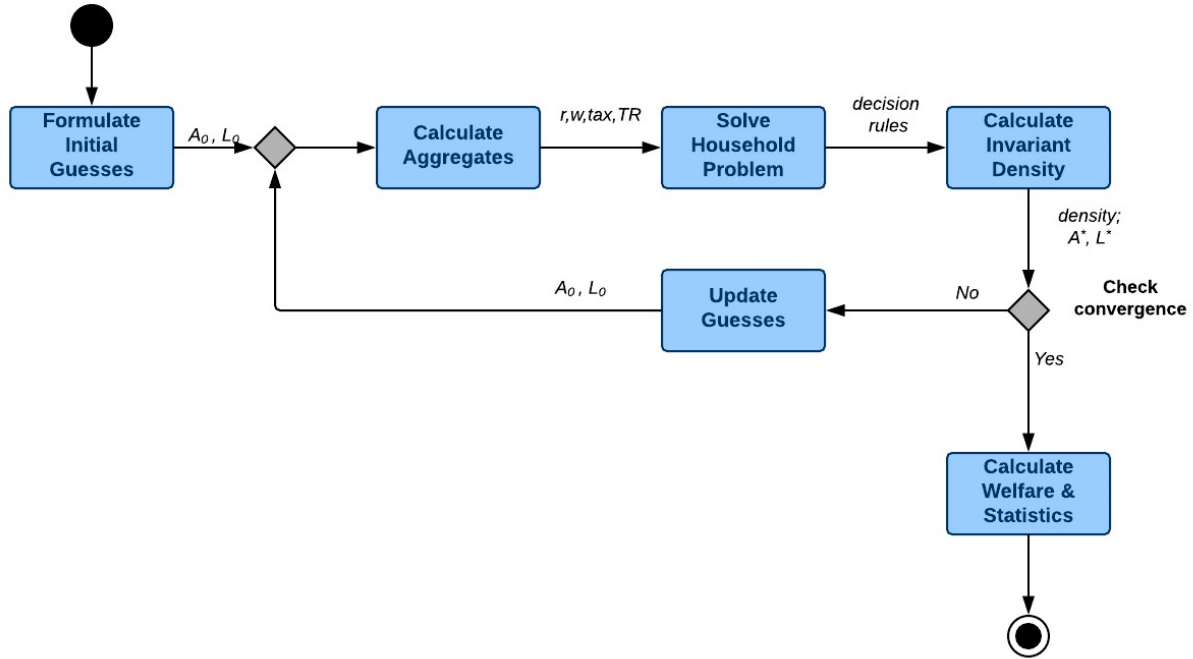 Formulate
Initial
Guesses
A₀ , L₀
Calculate
Aggregates
r,w,tax,TR
Solve
Household
Problem
decision
rules
Calculate
Invariant
Density
density;
A*, L*
Check
convergence
No
Update
Guesses
A₀ , L₀
Yes
Calculate
Welfare &
Statistics